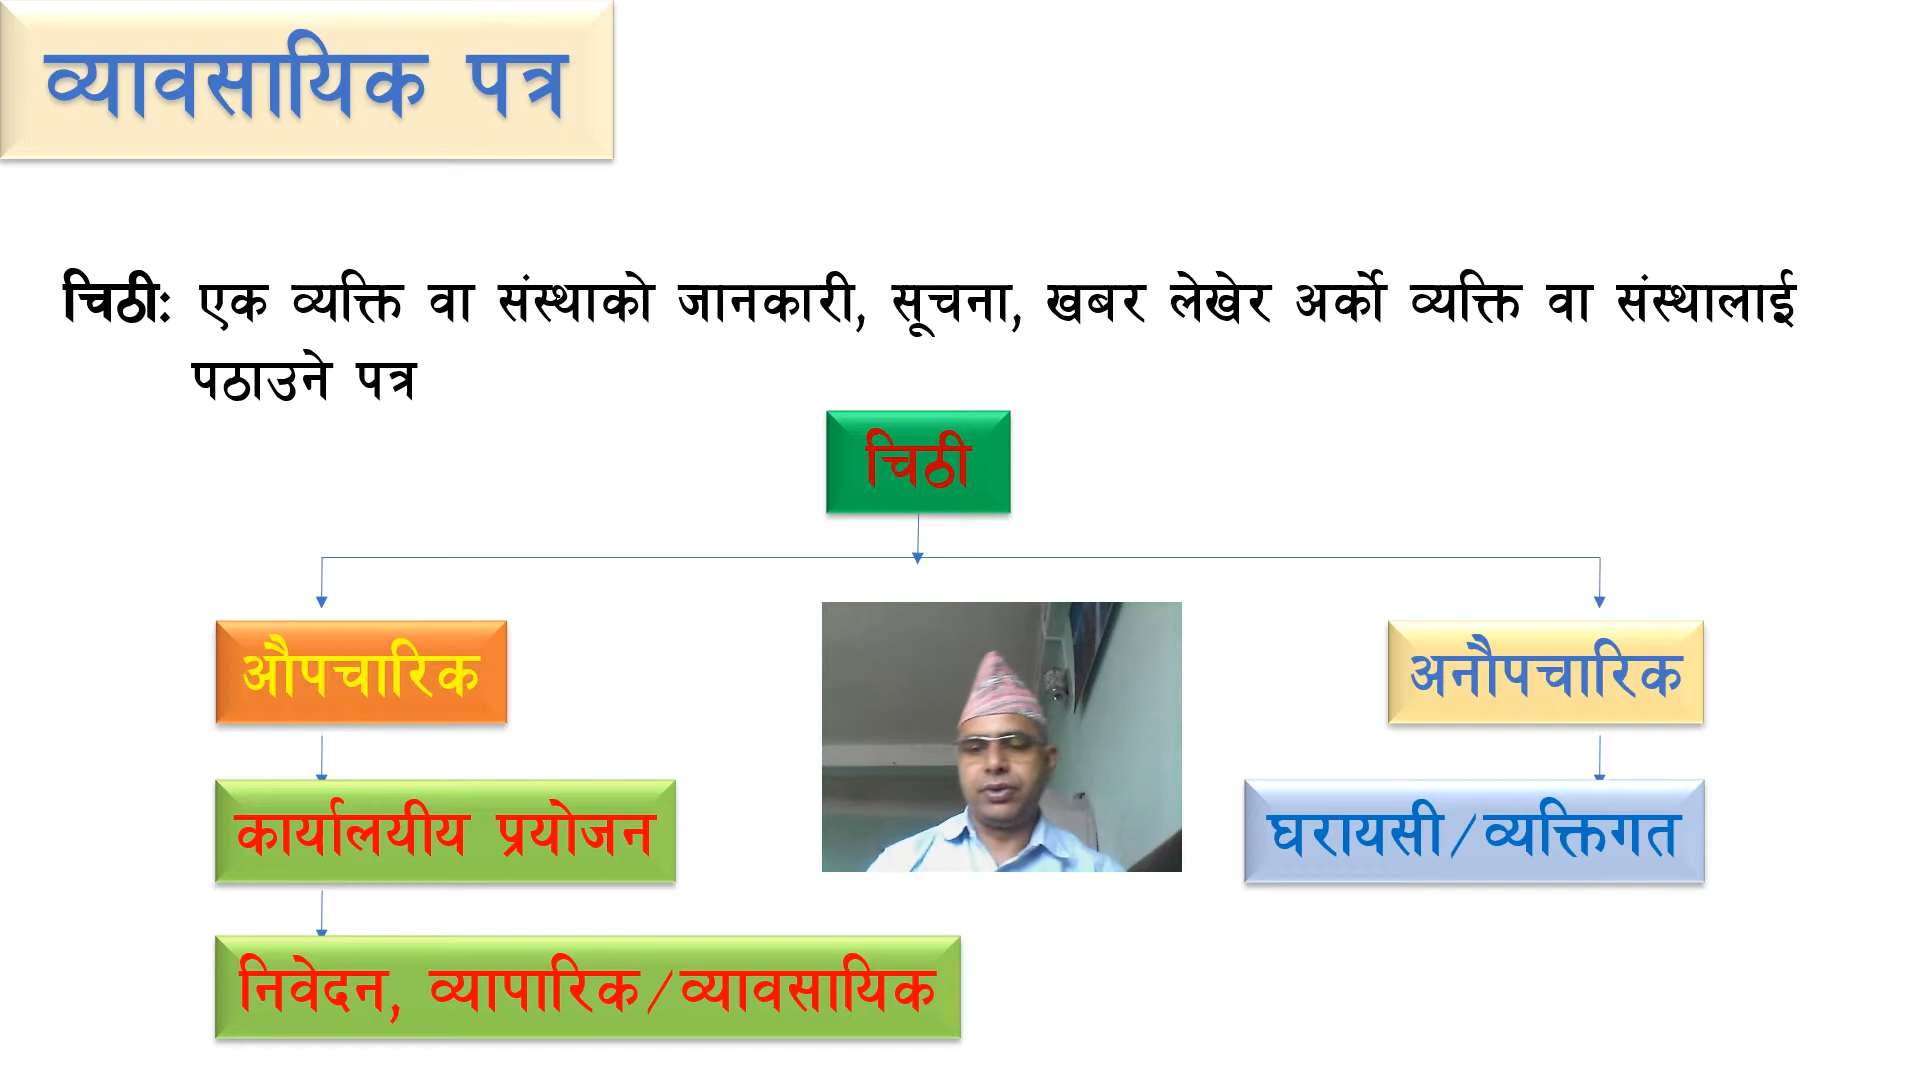 व्यावसायिक पत्र
चिठीः एक व्यक्ति वा संस्थाको जानकारी, सूचना, खबर लेखेर अर्को व्यक्ति वा संस्थालाई
पठाउने पत्र
चिठी
औपचारिक
अनौपचारिक
कार्यालयीय प्रयोजन
घरायसी/व्यक्तिगत
निवेदन, व्यापारिक/व्यावसायिक